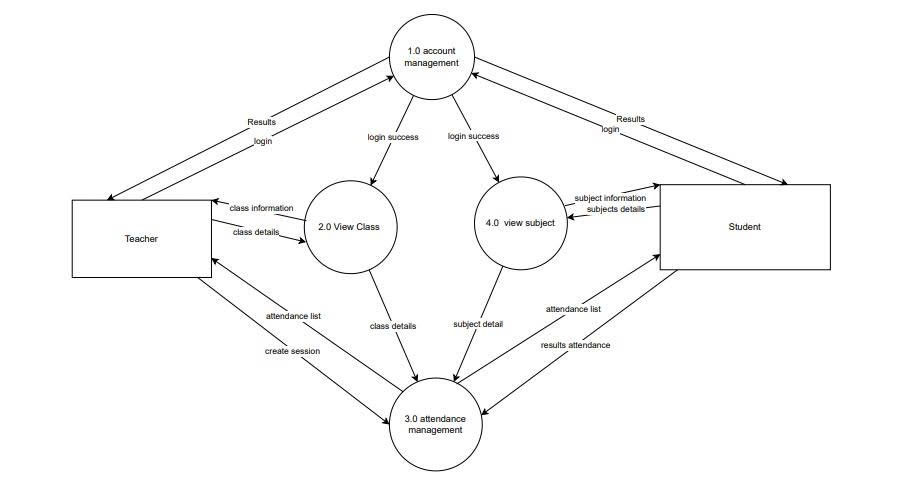 1.0 account
management
Results
login
Results
login
login success
login success
class information
class details
2.0 View Class
4.0 view subject
subject information
subjects details
Teacher
Student
attendance list
create session
class details
subject detail
attendance list
results attendance
3.0 attendance
management